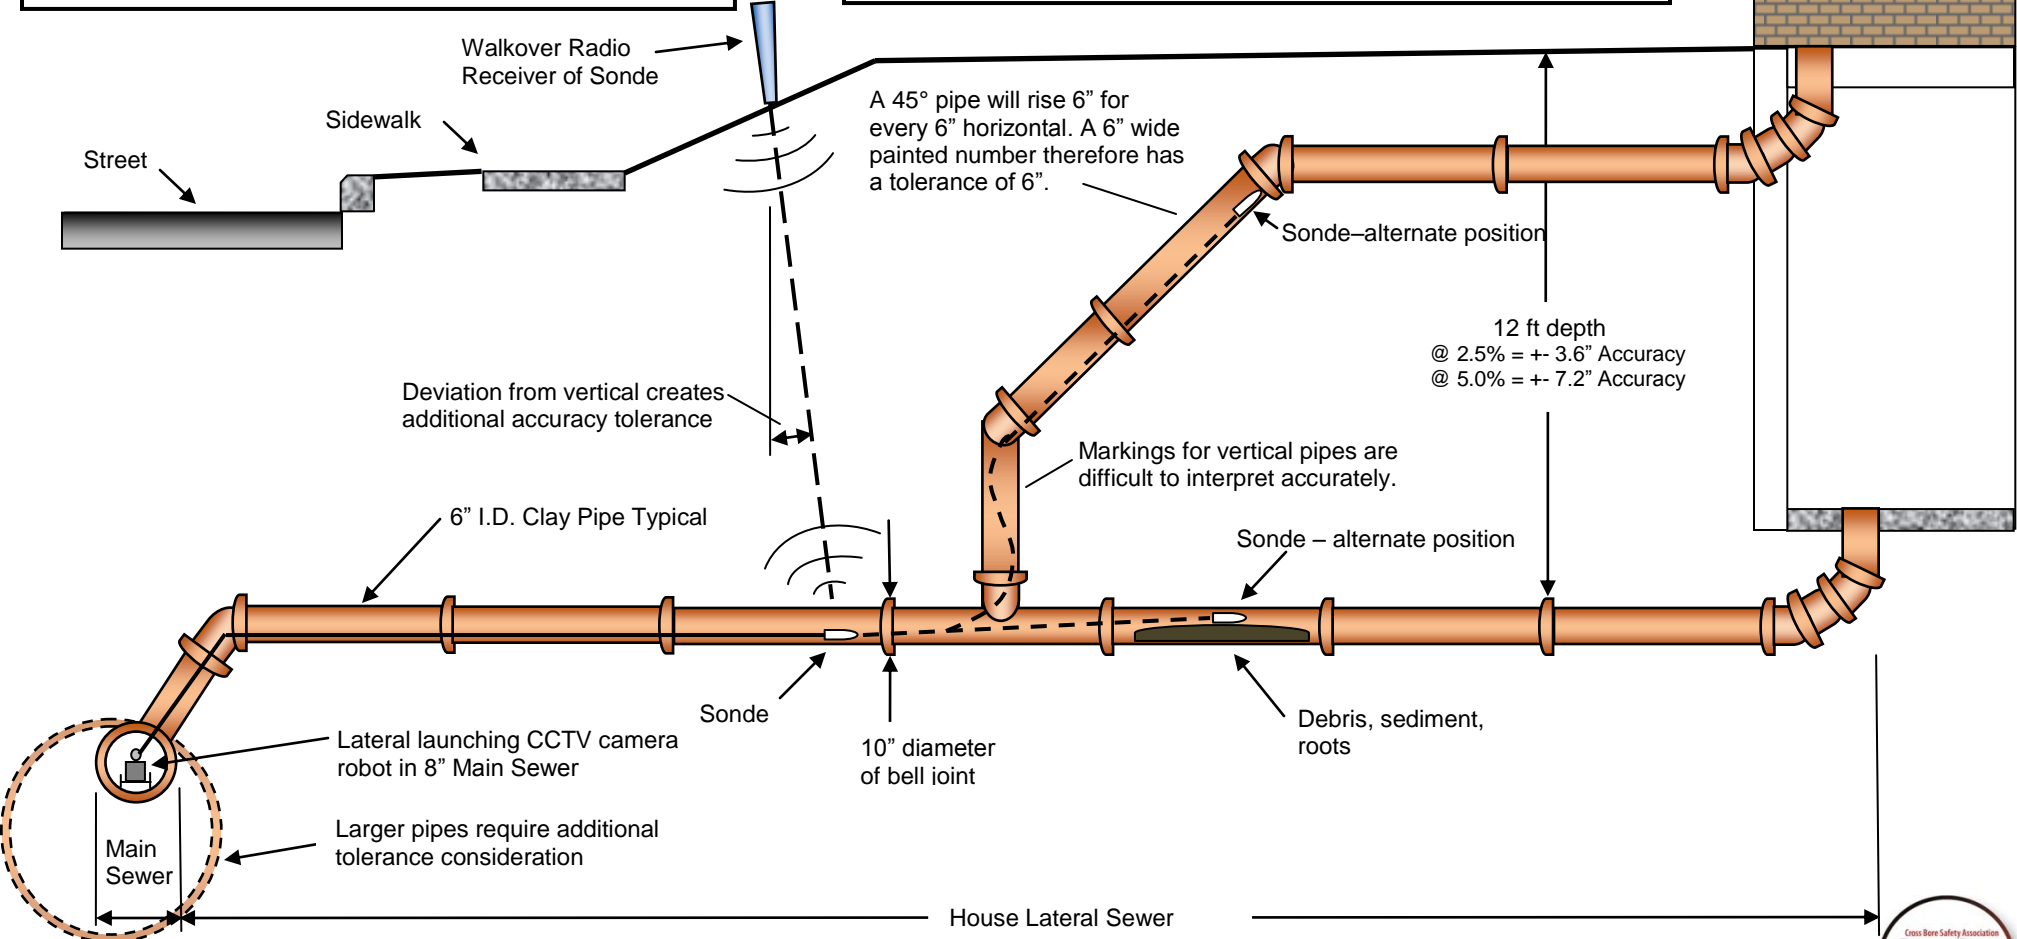 Walkover Radio
Receiver of Sonde
Sidewalk
Street
A 45° pipe will rise 6” for
every 6” horizontal. A 6” wide
painted number therefore has
a tolerance of 6”.
Sonde–alternate position
12 ft depth
@ 2.5% = +- 3.6” Accuracy
@ 5.0% = +- 7.2” Accuracy
Deviation from vertical creates
additional accuracy tolerance
Markings for vertical pipes are
difficult to interpret accurately.
6” I.D. Clay Pipe Typical
Sonde – alternate position
Sonde
10” diameter
of bell ioint
Debris, sediment,
roots
Lateral launching CCTV camera
robot in 8” Main Sewer
Larger pipes require additional
tolerance consideration
Main
Sewer
House Lateral Sewer
Cross Bore Safety Association